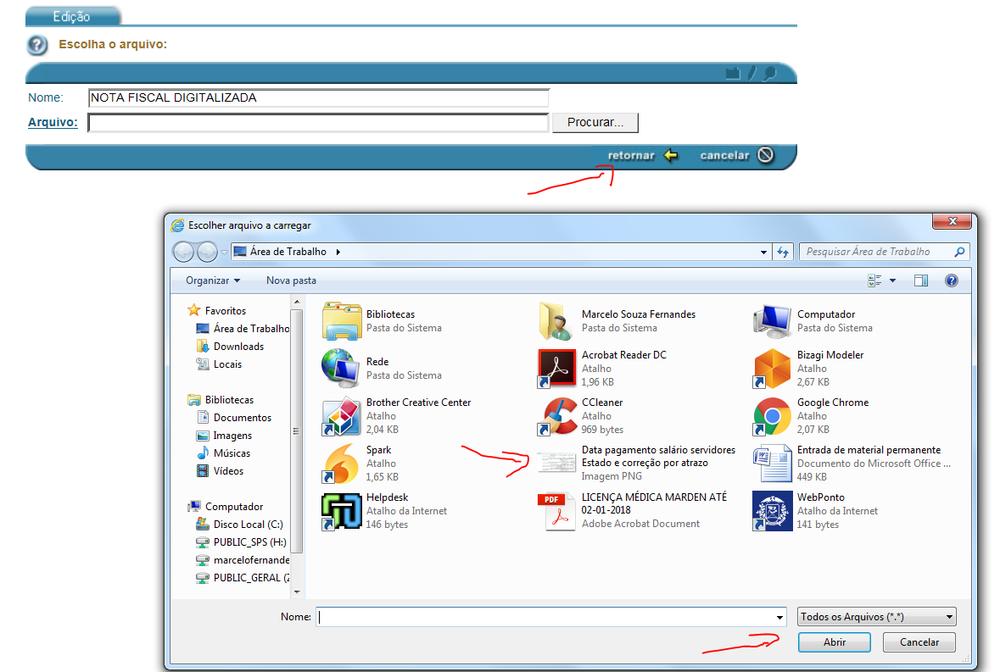 Edição
Escolha o arquivo:
Nome: NOTA FISCAL DIGITALIZADA
Arquivo: Procurar...
retornar cancelar
Escolher arquivo a carregar
Área de Trabalho
Pesquisar Área de Trabalho
Organizar Nova pasta
Favoritos
Área de Trabalho
Downloads
Locais
Bibliotecas
Documentos
Imagens
Músicas
Vídeos
Computador
Disco Local (C:)
PUBLIC_SPS (H:)
marcelofernande
PUBLIC_GERAL (Z
Bibliotecas
Pasta do Sistema
Marcelo Souza Fernandes
Pasta do Sistema
Computador
Pasta do Sistema
Rede
Pasta do Sistema
Acrobat Reader DC
Atalho
1,96 KB
Bizagi Modeler
Atalho
2,67 KB
Brother Creative Center
Atalho
2,04 KB
CCleaner
Atalho
969 bytes
Google Chrome
Atalho
2,07 KB
Spark
Atalho
1,65 KB
Data pagamento salário servidores
Estado e correção por atrazo
Imagem PNG
Entrada de material permanente
Documento do Microsoft Office ...
449 KB
Helpdesk
Atalho da Internet
146 bytes
PDF
LICENÇA MÉDICA MARDEN ATÉ
02-01-2018
Adobe Acrobat Document
WebPonto
Atalho da Internet
141 bytes
Nome: Todos os Arquivos (*.*)
Abrir Cancelar